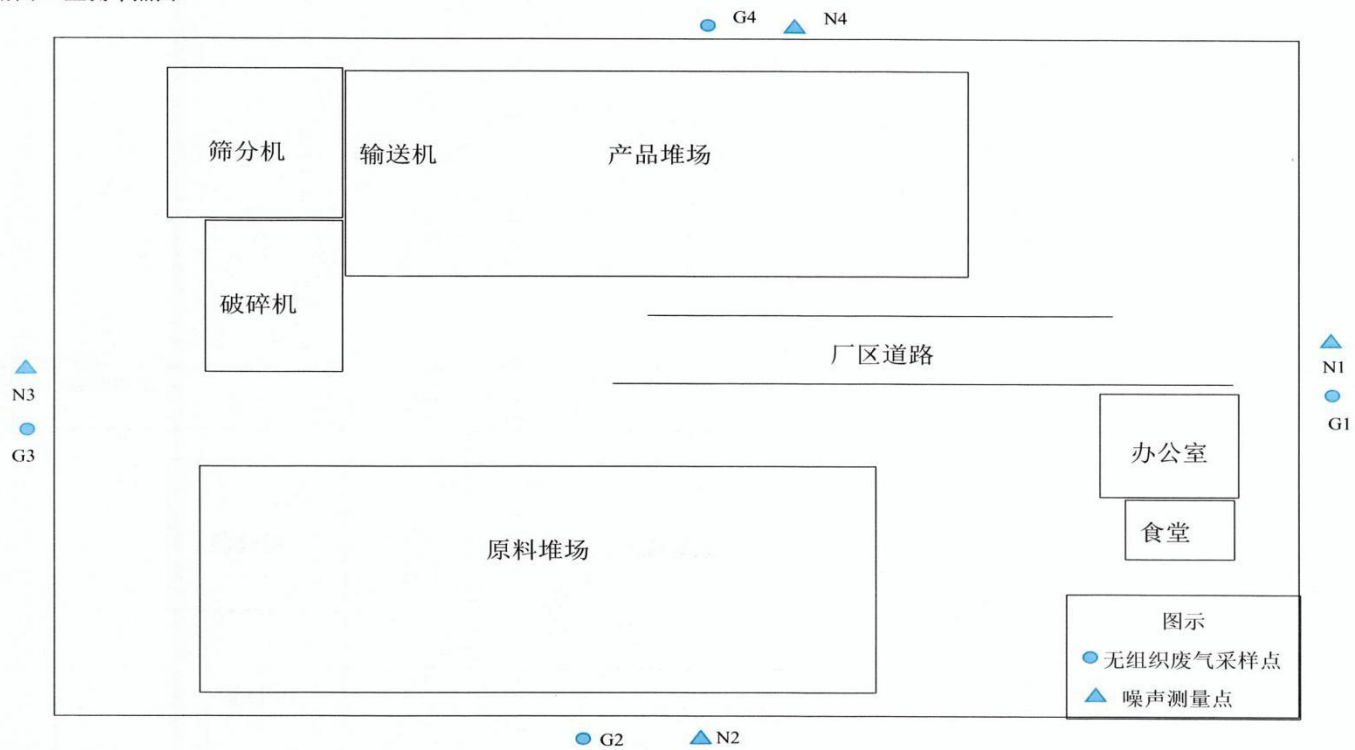 G4
N4
筛分机
输送机
产品堆场
破碎机
厂区道路
N3
N1
G3
G1
办公室
原料堆场
食堂
图示
无组织废气采样点
噪声测量点
G2
N2